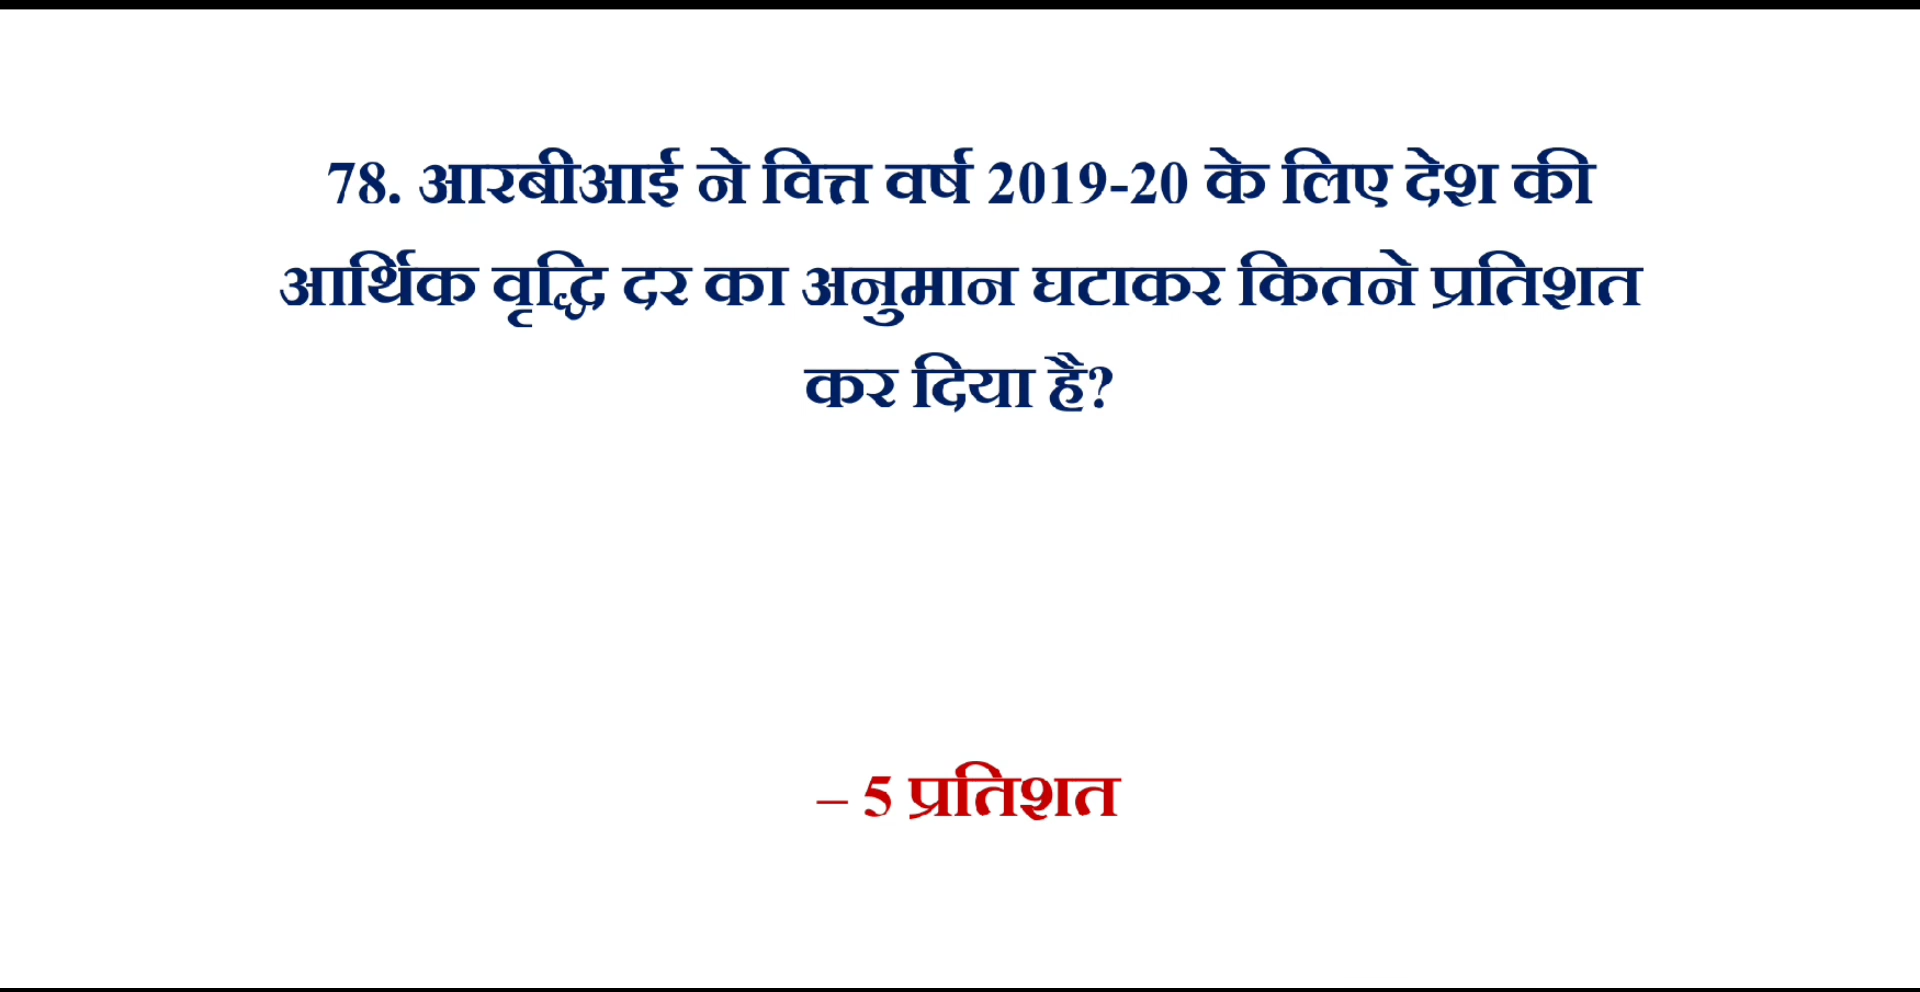 78. आरबीआई ने वित्त वर्ष 2019-20 के लिए देश की
आर्थिक वृद्धि दर का अनुमान घटाकर कितने प्रतिशत
कर दिया है?
– 5 प्रतिशत